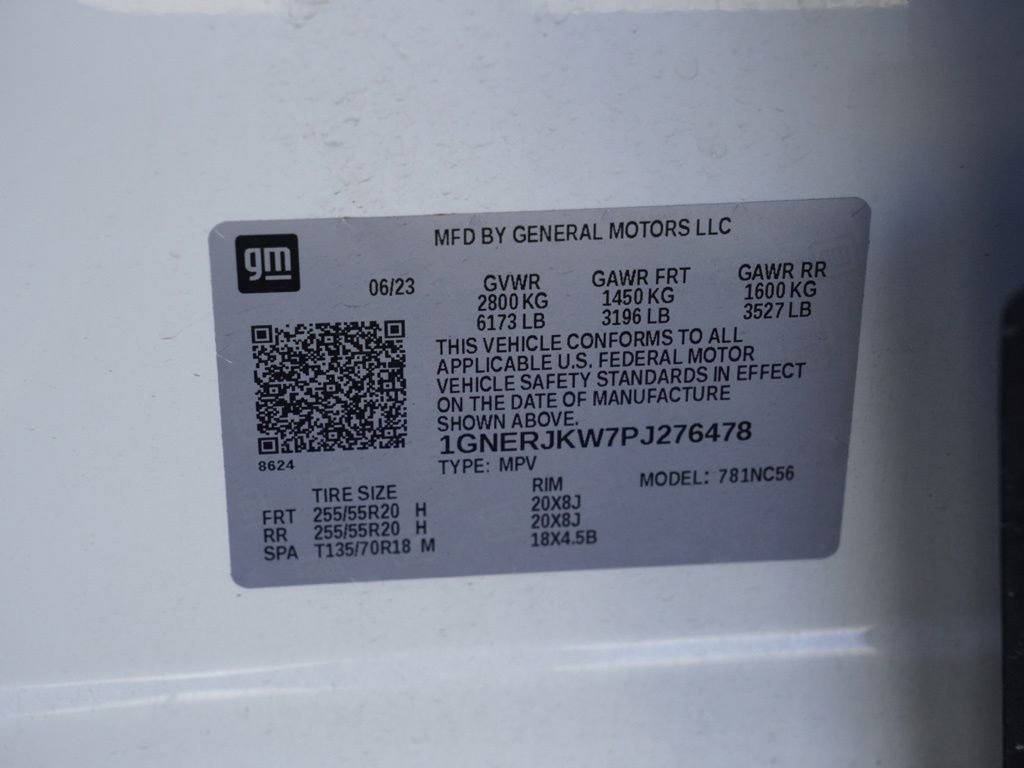 gm
MFD BY GENERAL MOTORS LLC
06/23 GVWR GAWR FRT GAWR RR
2800 KG 1450 KG 1600 KG
6173 LB 3196 LB 3527 LB
THIS VEHICLE CONFORMS TO ALL
APPLICABLE U.S. FEDERAL MOTOR
VEHICLE SAFETY STANDARDS IN EFFECT
ON THE DATE OF MANUFACTURE
SHOWN ABOVE.
1GNERJKW7PJ276478
8624
TYPE: MPV MODEL: 781NC56
TIRE SIZE RIM
FRT 255/55R20 H 20X8J
RR 255/55R20 H 20X8J
SPA T135/70R18 M 18X4.5B